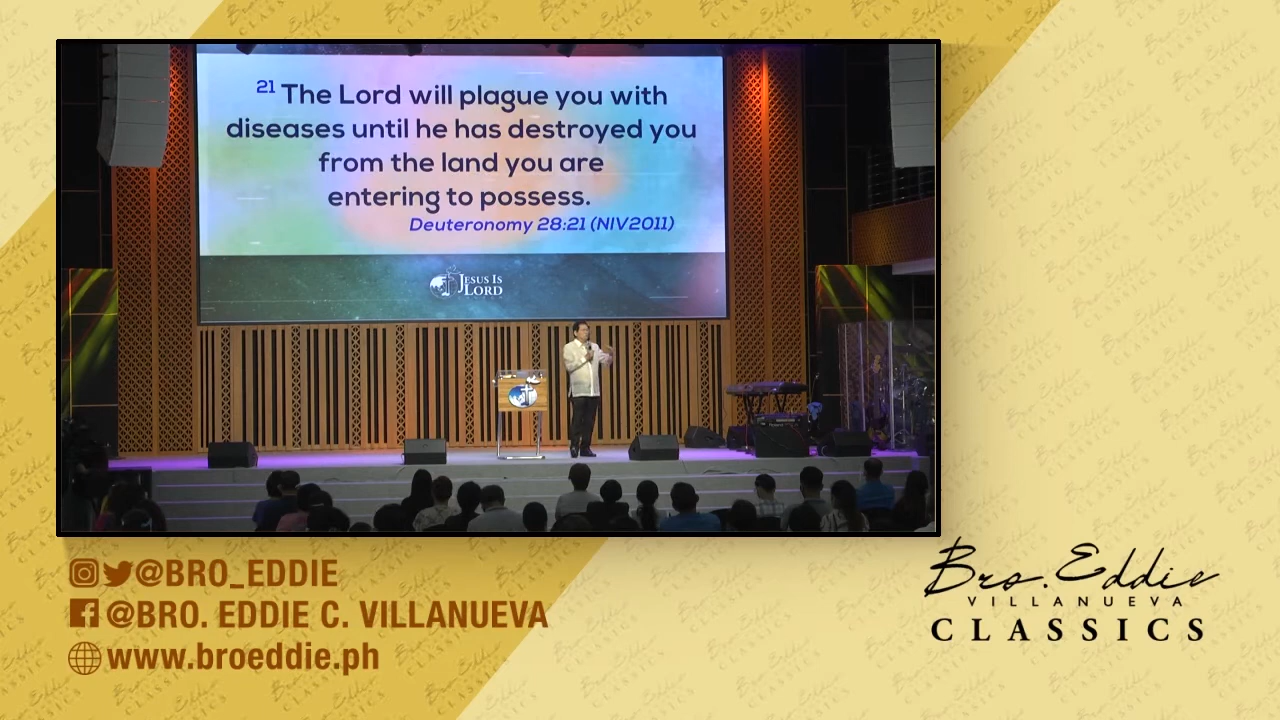 21 The Lord will plague you with
diseases until he has destroyed you
from the land you are
entering to possess.
Deuteronomy 28:21 (NIV2011)
JESUS IS
LORD
@BRO_EDDIE
@BRO. EDDIE C. VILLANUEVA
www.broeddie.ph
Bro. Eddie
VILLANUEVA
CLASSICS